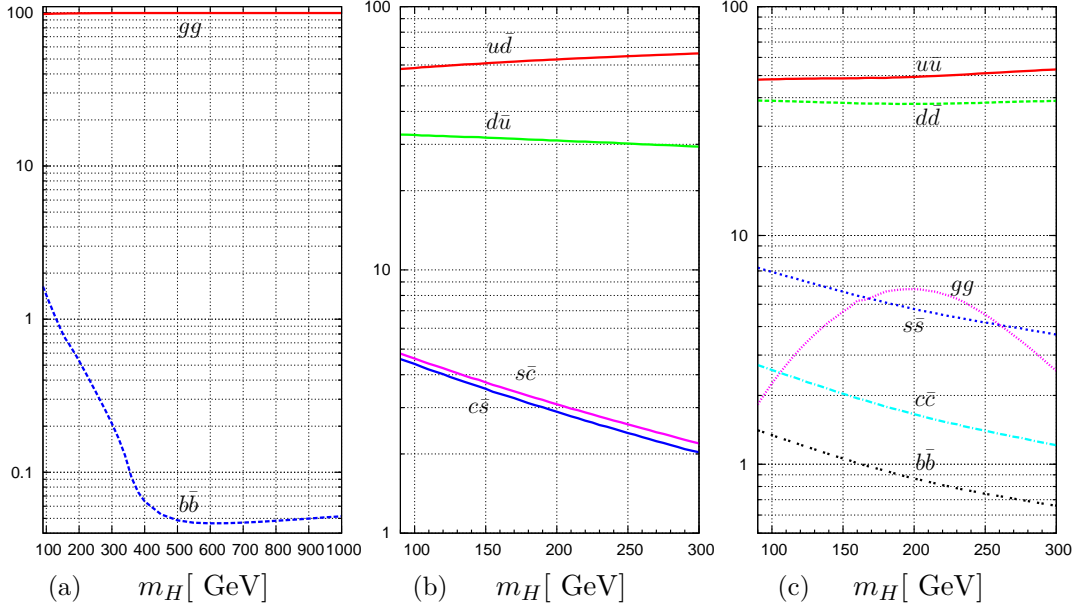 100
10
1
0.1
gg
bb̄
100 200 300 400 500 600 700 800 900 1000
(a) m_H[ GeV]
100
10
1
ud̄
dū
sc̄
cs̄
100 150 200 250 300
(b) m_H[ GeV]
100
10
1
uu
dd̄
gg
ss̄
cc̄
bb̄
100 150 200 250 300
(c) m_H[ GeV]